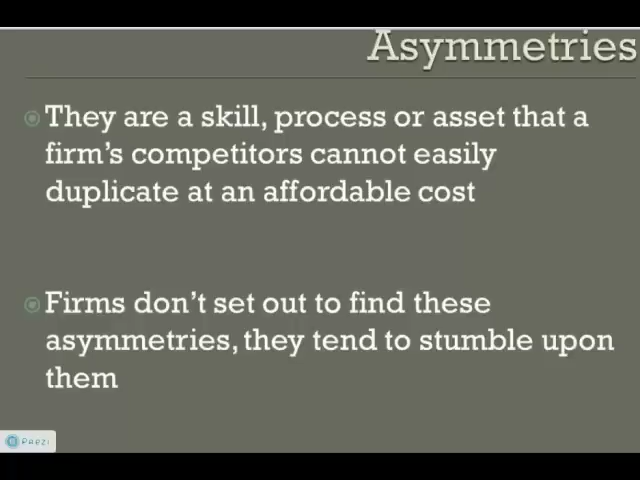 Asymmetries
They are a skill, process or asset that a
firm's competitors cannot easily
duplicate at an affordable cost
Firms don't set out to find these
asymmetries, they tend to stumble upon
them
Prezi